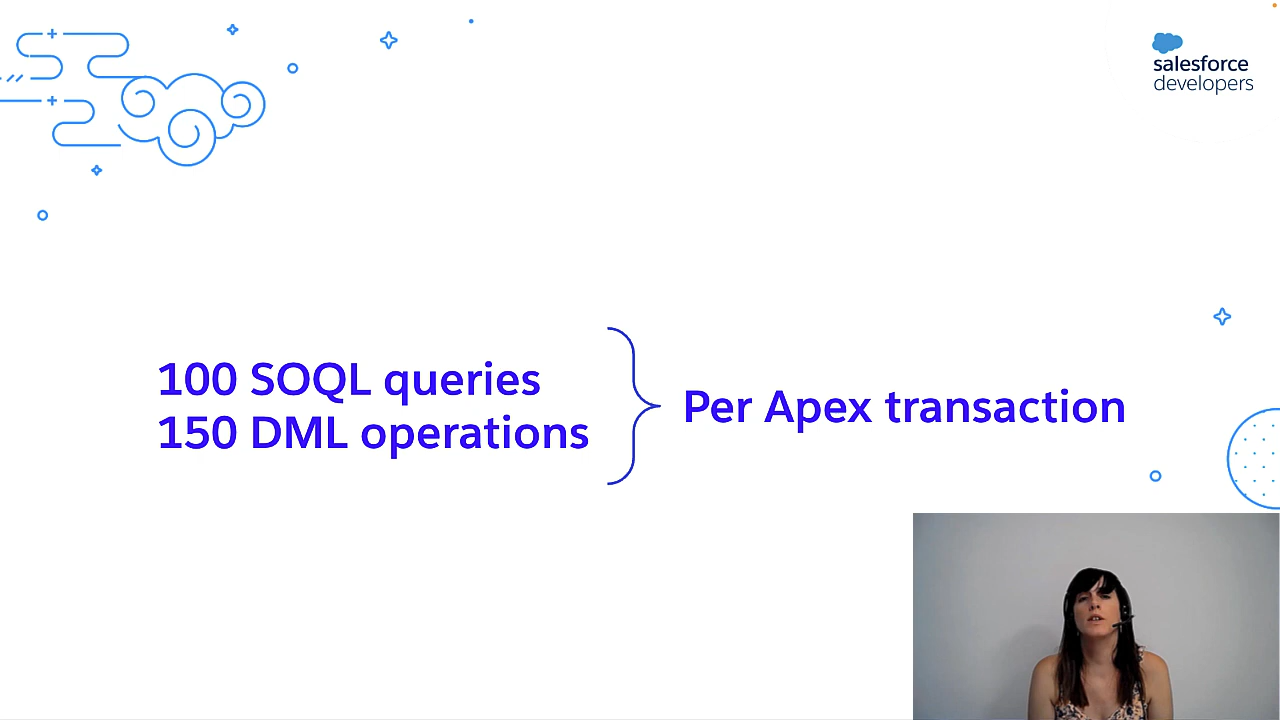 salesforce
developers
100 SOQL queries
150 DML operations
Per Apex transaction